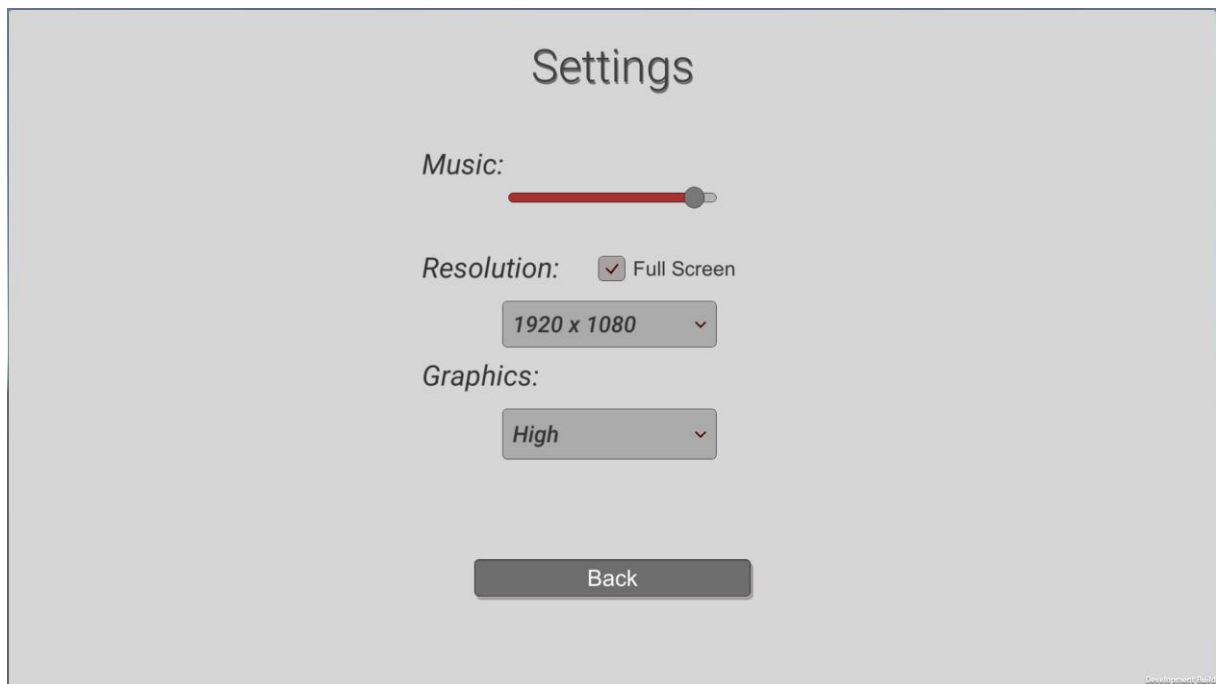 Settings
Music:
Resolution:
Full Screen
1920 x 1080
Graphics:
High
Back
Development Build